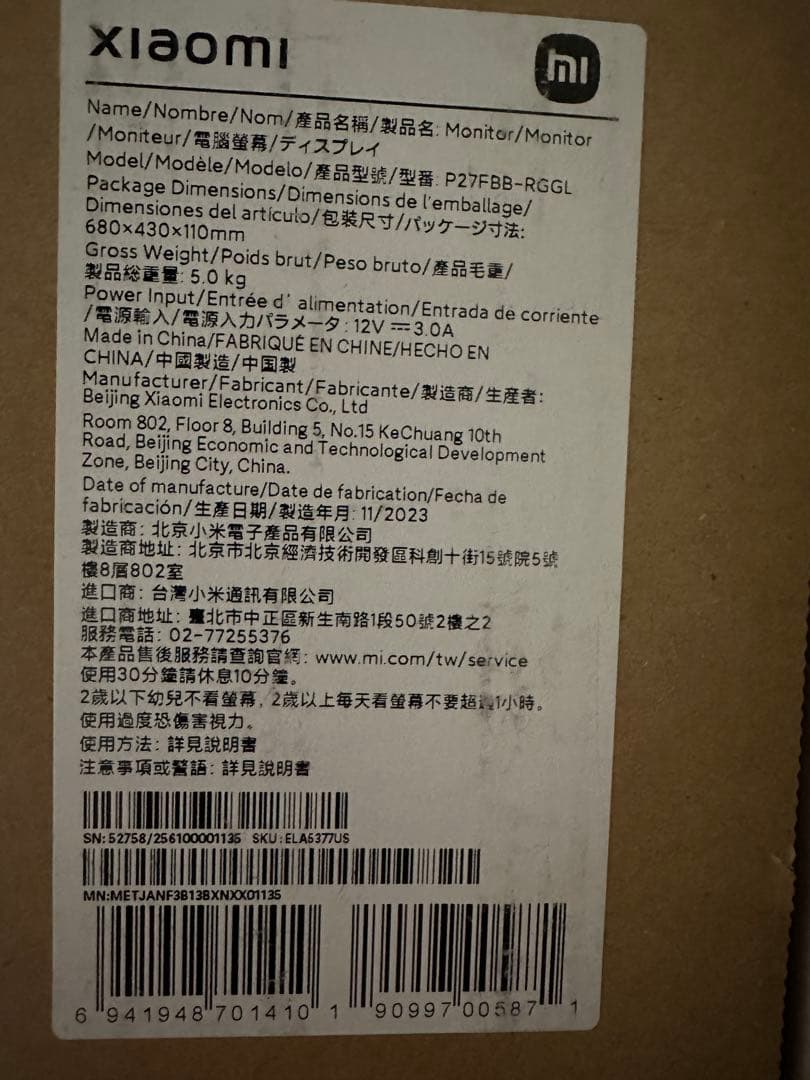 xiaomi
mi
Name/Nombre/Nom/產品名稱/製品名: Monitor/Monitor
/Moniteur/電腦螢幕/ディスプレイ
Model/Modèle/Modelo/產品型號/型番: P27FBB-RGGL
Package Dimensions/Dimensions de l'emballage/
Dimensiones del artículo/包裝尺寸/パッケージ寸法:
680×430×110mm
Gross Weight/Poids brut/Peso bruto/產品毛重/
製品総重量: 5.0 kg
Power Input/Entrée d' alimentation/Entrada de corriente
/電源輸入/電源入力パラメータ: 12V ⎓ 3.0A
Made in China/FABRIQUÉ EN CHINE/HECHO EN
CHINA/中國製造/中国製
Manufacturer/Fabricant/Fabricante/製造商/生産者:
Beijing Xiaomi Electronics Co., Ltd
Room 802, Floor 8, Building 5, No.15 KeChuang 10th
Road, Beijing Economic and Technological Development
Zone, Beijing City, China.
Date of manufacture/Date de fabrication/Fecha de
fabricación/生產日期/製造年月: 11/2023
製造商: 北京小米電子產品有限公司
製造商地址: 北京市北京經濟技術開發區科創十街15號院5號
樓8層802室
進口商: 台灣小米通訊有限公司
進口商地址: 臺北市中正區新生南路1段50號2樓之2
服務電話: 02-77255376
本產品售後服務請查詢官網: www.mi.com/tw/service
使用30分鐘請休息10分鐘。
2歲以下幼兒不看螢幕, 2歲以上每天看螢幕不要超過1小時。
使用過度恐傷害視力。
使用方法: 詳見說明書
注意事項或警語: 詳見說明書
SN: 52758/256100001135 SKU:ELA5377US
MN:METJANF3B13BXNXX01135
6 941948 701410 1 90997 00587 1